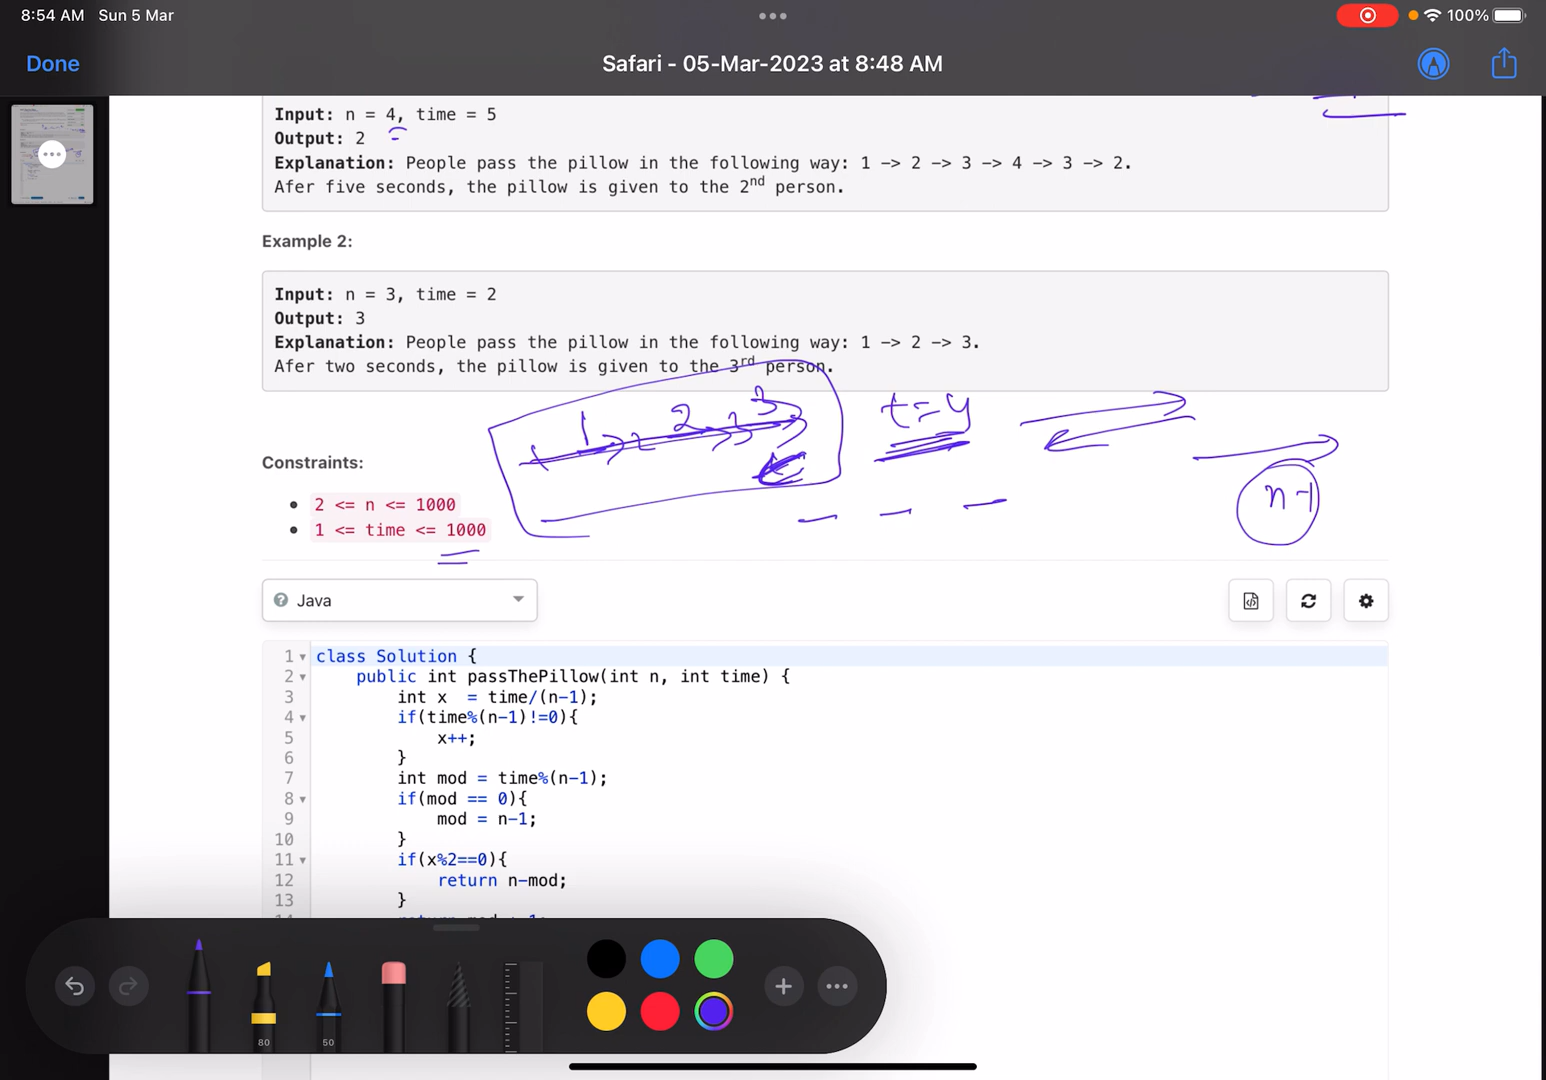 8:54 AM Sun 5 Mar
100%
Done
Safari - 05-Mar-2023 at 8:48 AM
Input: n = 4, time = 5
Output: 2
Explanation: People pass the pillow in the following way: 1 -> 2 -> 3 -> 4 -> 3 -> 2.
Afer five seconds, the pillow is given to the 2nd person.
Example 2:
Input: n = 3, time = 2
Output: 3
Explanation: People pass the pillow in the following way: 1 -> 2 -> 3.
Afer two seconds, the pillow is given to the 3rd person.
1 2 3
t=4
n-1
Constraints:
2 <= n <= 1000
1 <= time <= 1000
Java
1 class Solution {
2 public int passThePillow(int n, int time) {
3 int x = time/(n-1);
4 if(time%(n-1)!=0){
5 x++;
6 }
7 int mod = time%(n-1);
8 if(mod == 0){
9 mod = n-1;
10 }
11 if(x%2==0){
12 return n-mod;
13 }
80
50